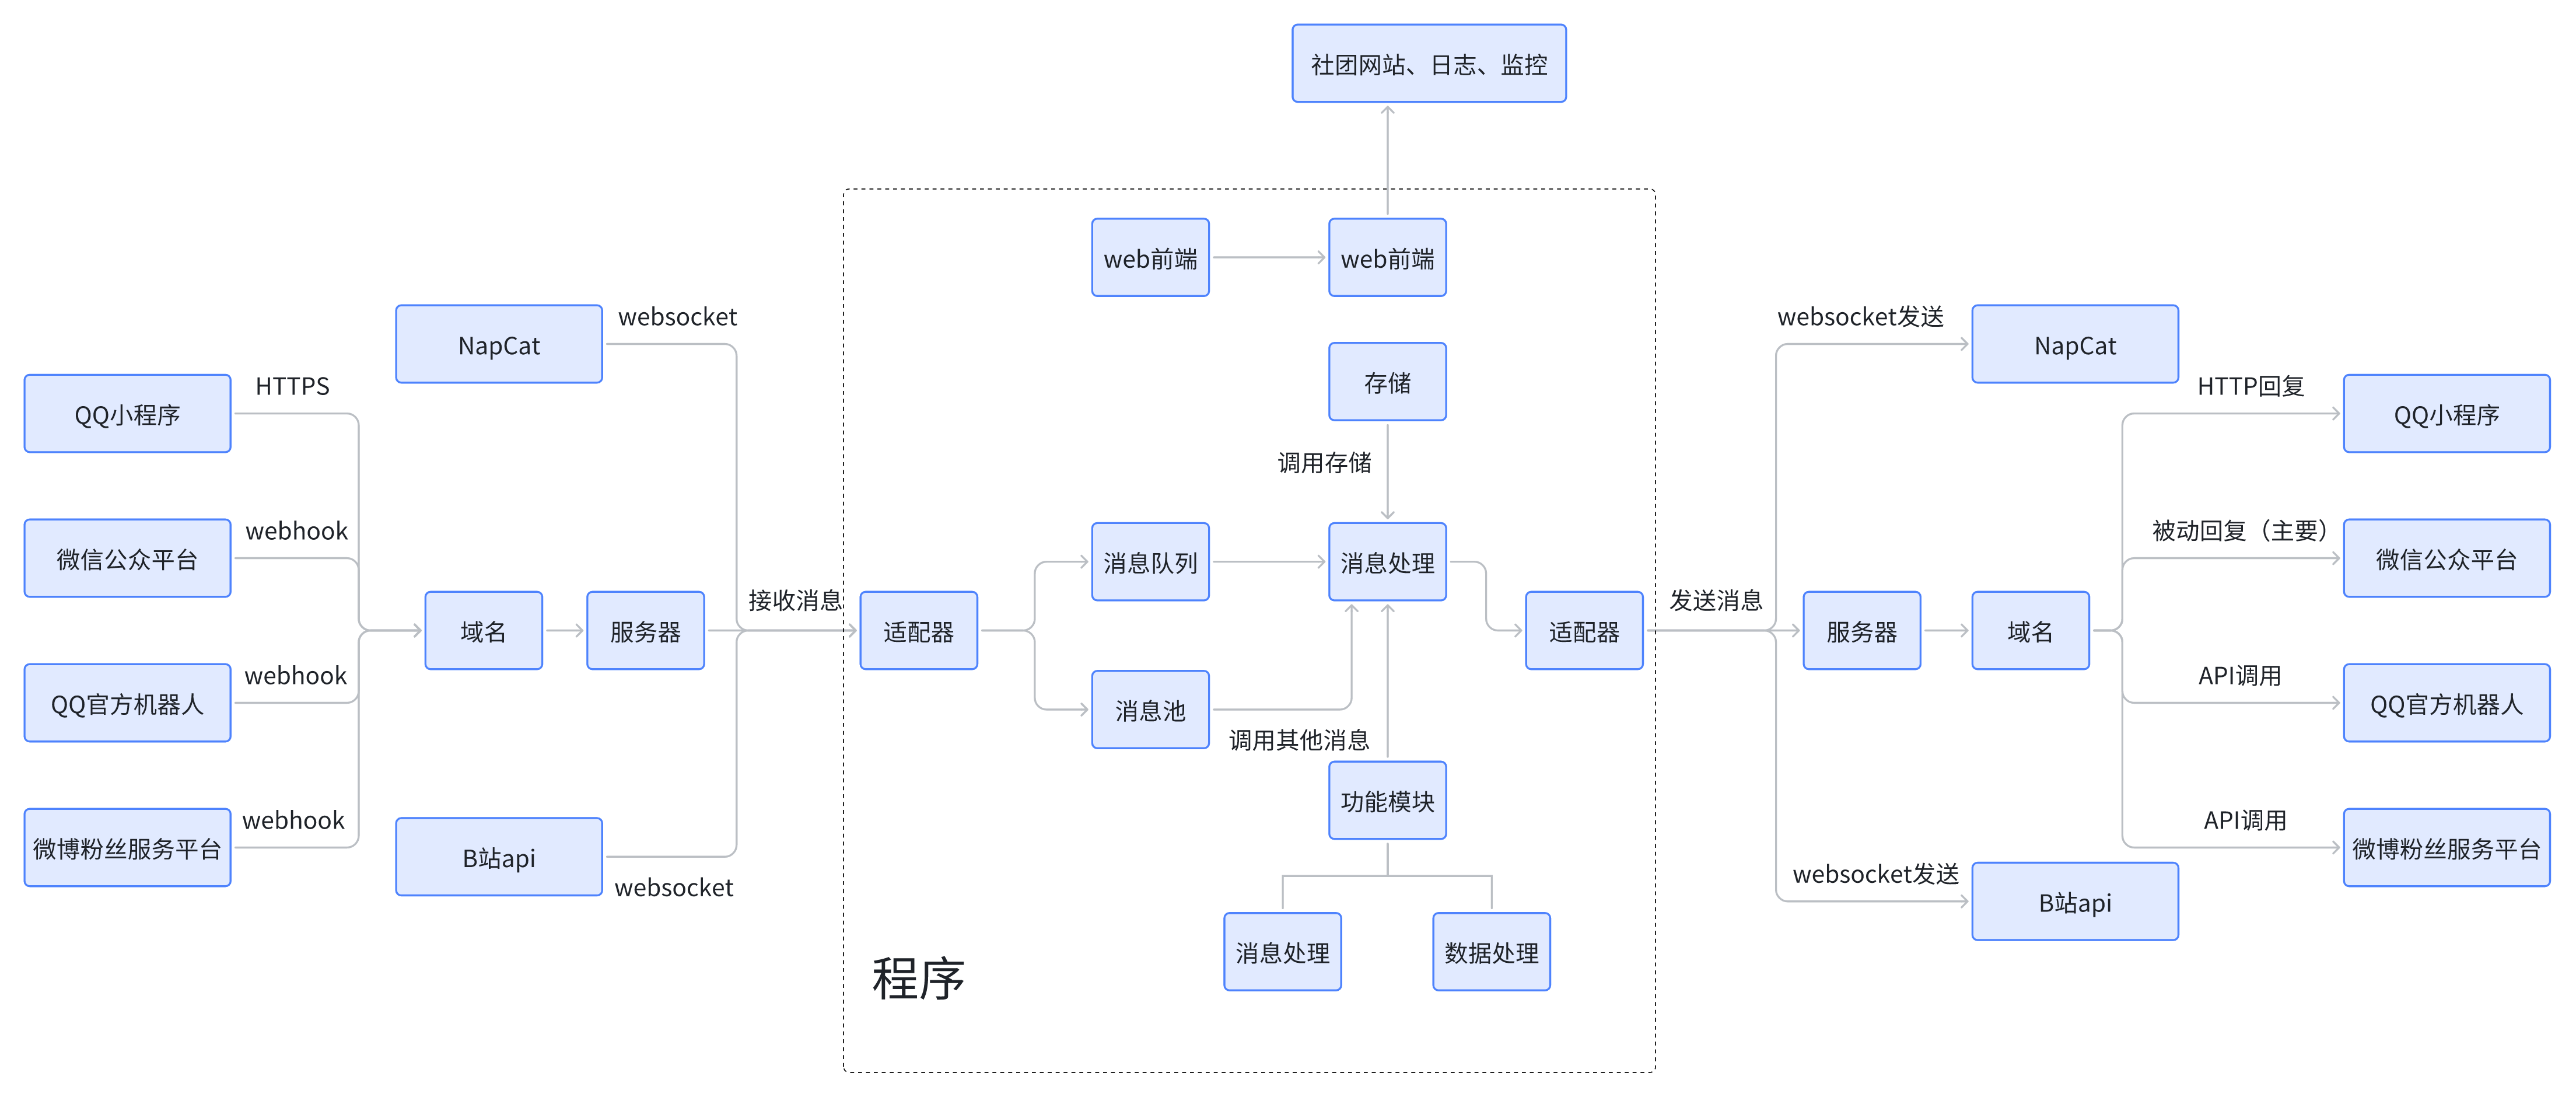 社团网站、日志、监控
web前端
web前端
NapCat
websocket
存储
调用存储
websocket发送
NapCat
QQ小程序
HTTPS
HTTP回复
QQ小程序
微信公众平台
webhook
消息队列
消息处理
被动回复（主要）
微信公众平台
域名
服务器
接收消息
适配器
适配器
发送消息
服务器
域名
QQ官方机器人
webhook
消息池
调用其他消息
API调用
QQ官方机器人
功能模块
微博粉丝服务平台
webhook
B站api
websocket
websocket发送
B站api
API调用
微博粉丝服务平台
消息处理
数据处理
程序